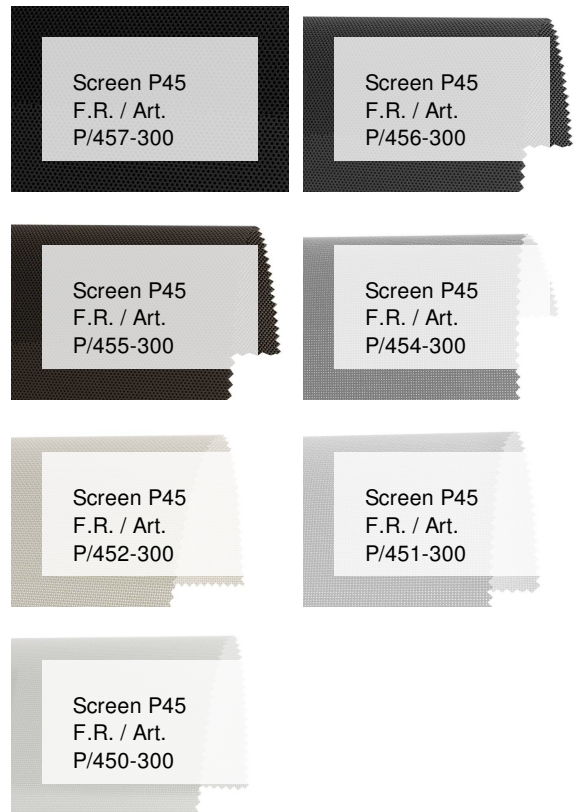 Screen P45
F.R. / Art.
P/457-300
Screen P45
F.R. / Art.
P/456-300
Screen P45
F.R. / Art.
P/455-300
Screen P45
F.R. / Art.
P/454-300
Screen P45
F.R. / Art.
P/452-300
Screen P45
F.R. / Art.
P/451-300
Screen P45
F.R. / Art.
P/450-300